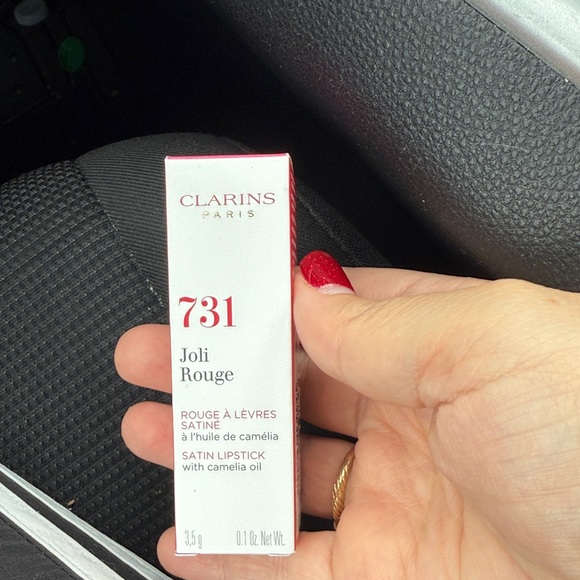 CLARINS
PARIS
731
Joli
Rouge
ROUGE À LÈVRES
SATINÉ
à l'huile de camélia
SATIN LIPSTICK
with camelia oil
3,5 g 0.1 Oz. Net Wt.